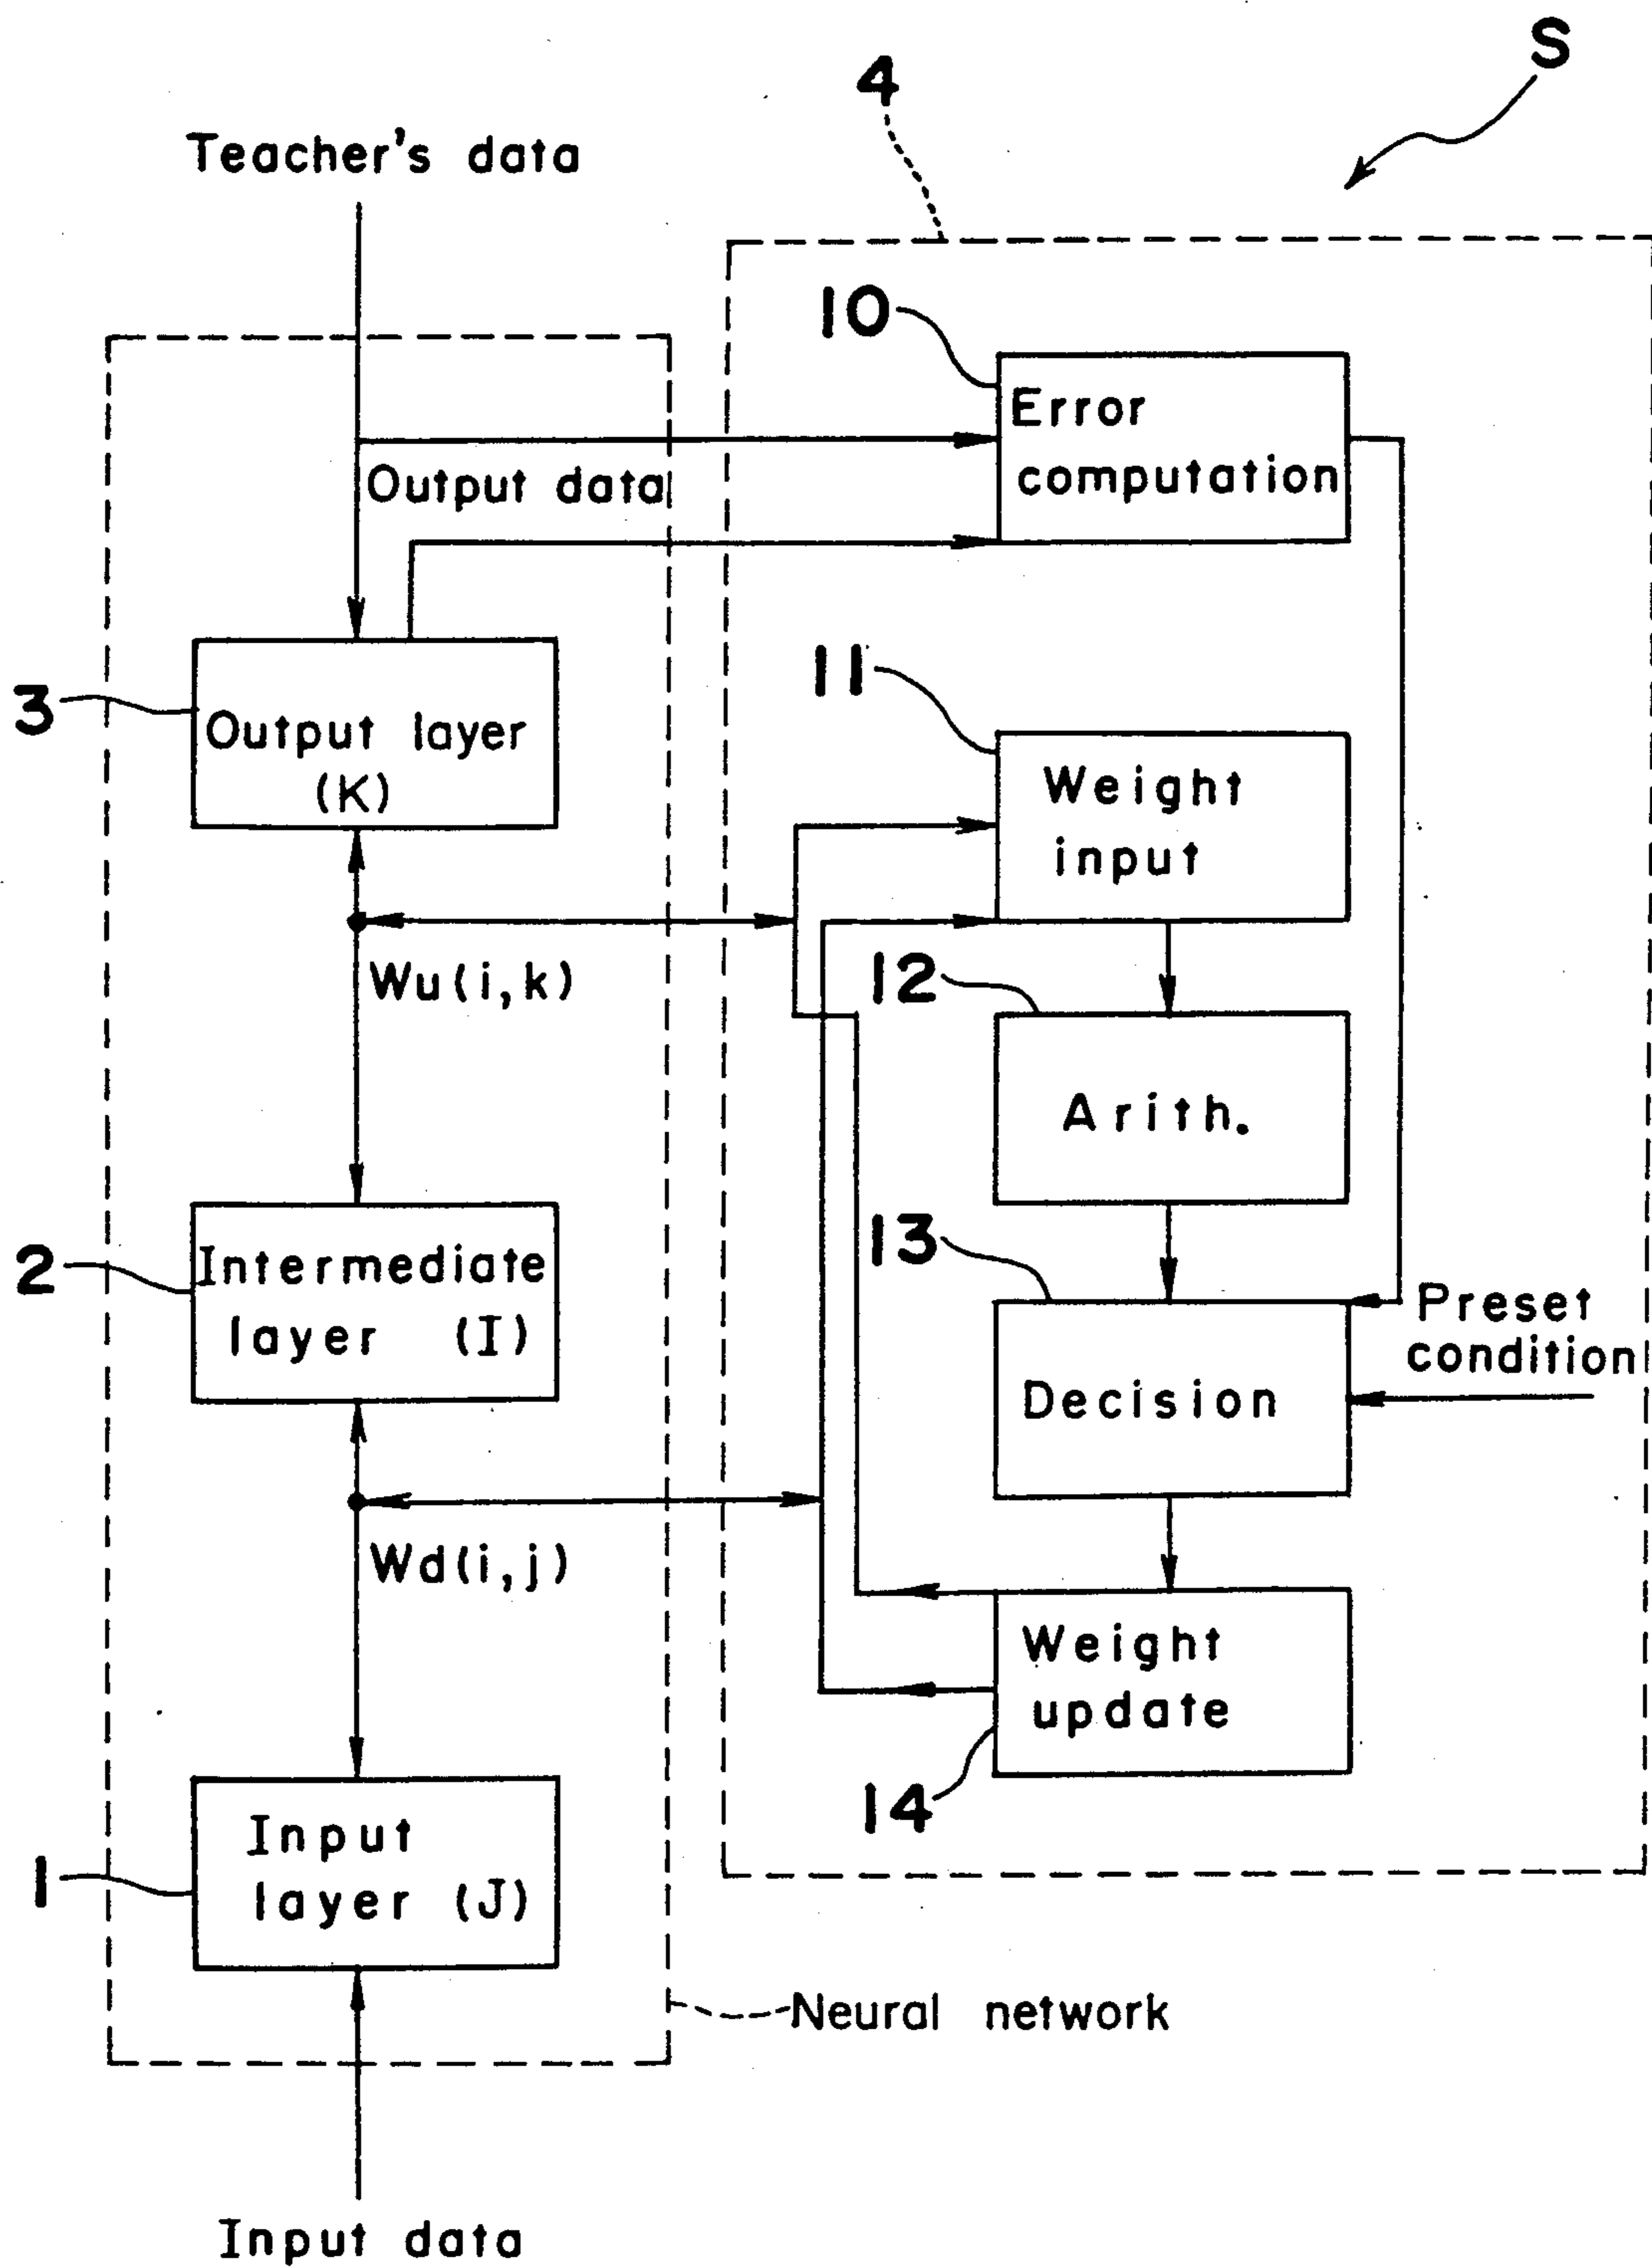 S
4
Teacher's data
10
Error
computation
Output data
11
3
Output layer
(K)
Weight
input
Wu(i,k)
12
Arith.
13
2
Intermediate
layer (I)
Preset
condition
Decision
Wd(i,j)
Weight
update
14
1
Input
layer (J)
Neural network
Input data